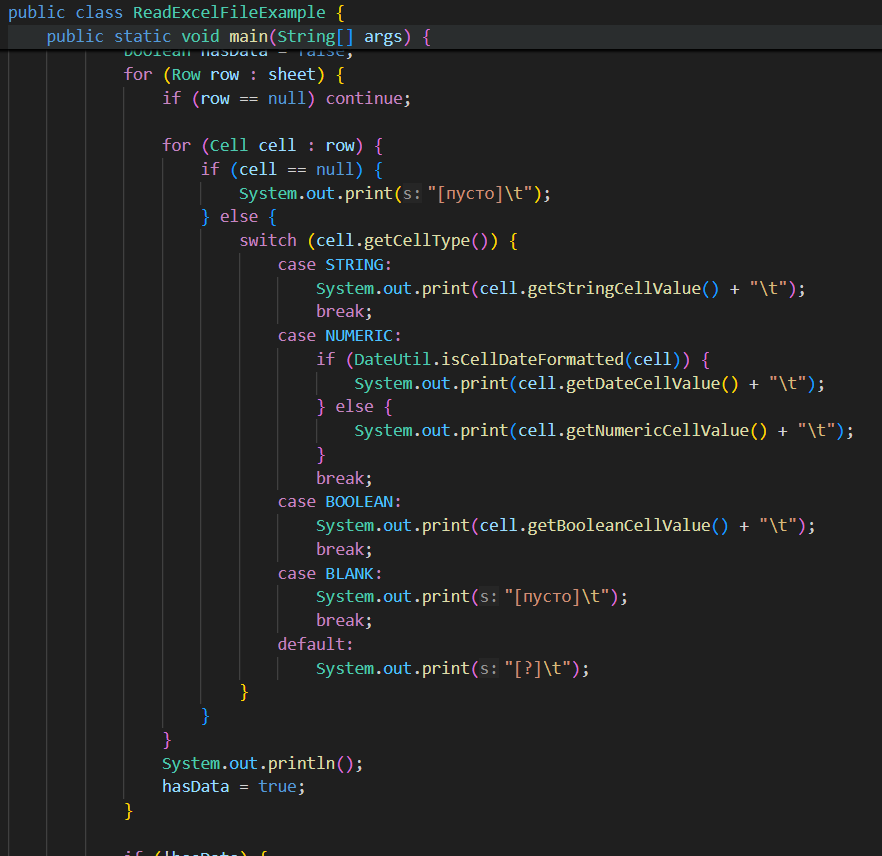 public class ReadExcelFileExample {
public static void main(String[] args) {
boolean hasData = false;
for (Row row : sheet) {
if (row == null) continue;
for (Cell cell : row) {
if (cell == null) {
System.out.print(s: "[пусто]\t");
} else {
switch (cell.getCellType()) {
case STRING:
System.out.print(cell.getStringCellValue() + "\t");
break;
case NUMERIC:
if (DateUtil.isCellDateFormatted(cell)) {
System.out.print(cell.getDateCellValue() + "\t");
} else {
System.out.print(cell.getNumericCellValue() + "\t");
}
break;
case BOOLEAN:
System.out.print(cell.getBooleanCellValue() + "\t");
break;
case BLANK:
System.out.print(s: "[пусто]\t");
break;
default:
System.out.print(s: "[?]\t");
}
}
}
System.out.println();
hasData = true;
}
if (!hasData) {